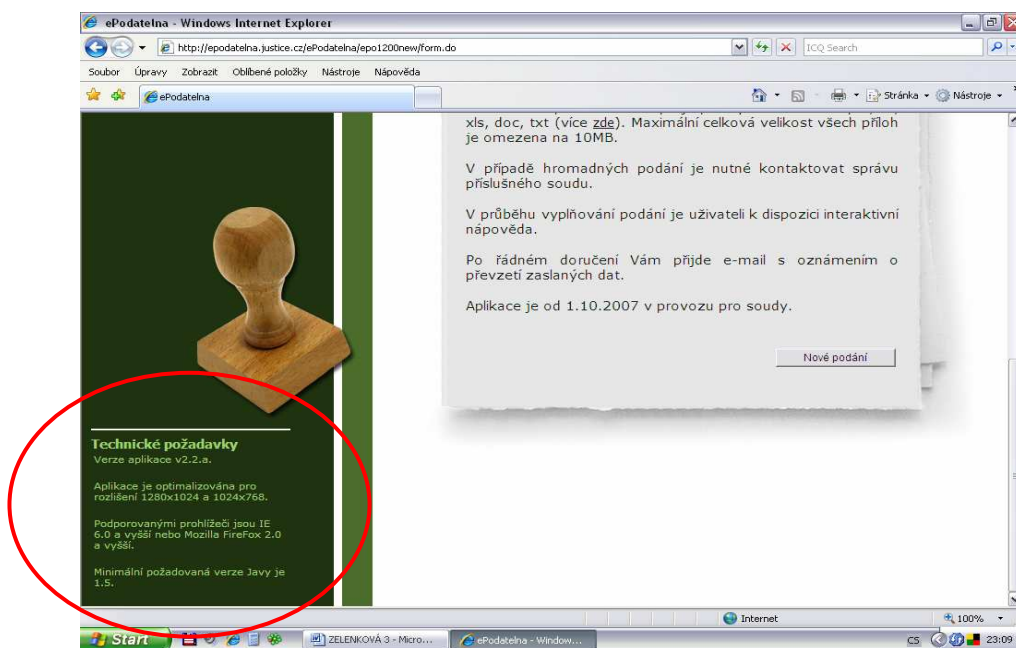 ePodatelna - Windows Internet Explorer
http://epodatelna.justice.cz/ePodatelna/epo1200new/form.do
ICQ Search
Soubor Úpravy Zobrazit Oblíbené položky Nástroje Nápověda
ePodatelna
Stránka Nástroje
xls, doc, txt (více zde). Maximální celková velikost všech příloh
je omezena na 10MB.
V případě hromadných podání je nutné kontaktovat správu
příslušného soudu.
V průběhu vyplňování podání je uživateli k dispozici interaktivní
nápověda.
Po řádném doručení Vám přijde e-mail s oznámením o
převzetí zaslaných dat.
Aplikace je od 1.10.2007 v provozu pro soudy.
Nové podání
Technické požadavky
Verze aplikace v2.2.a.
Aplikace je optimalizována pro
rozlišení 1280x1024 a 1024x768.
Podporovanými prohlížeči jsou IE
6.0 a vyšší nebo Mozilla FireFox 2.0
a vyšší.
Minimální požadovaná verze Javy je
1.5.
Internet
100%
Start
ZELENKOVÁ 3 - Micro...
ePodatelna - Window...
CS
23:09